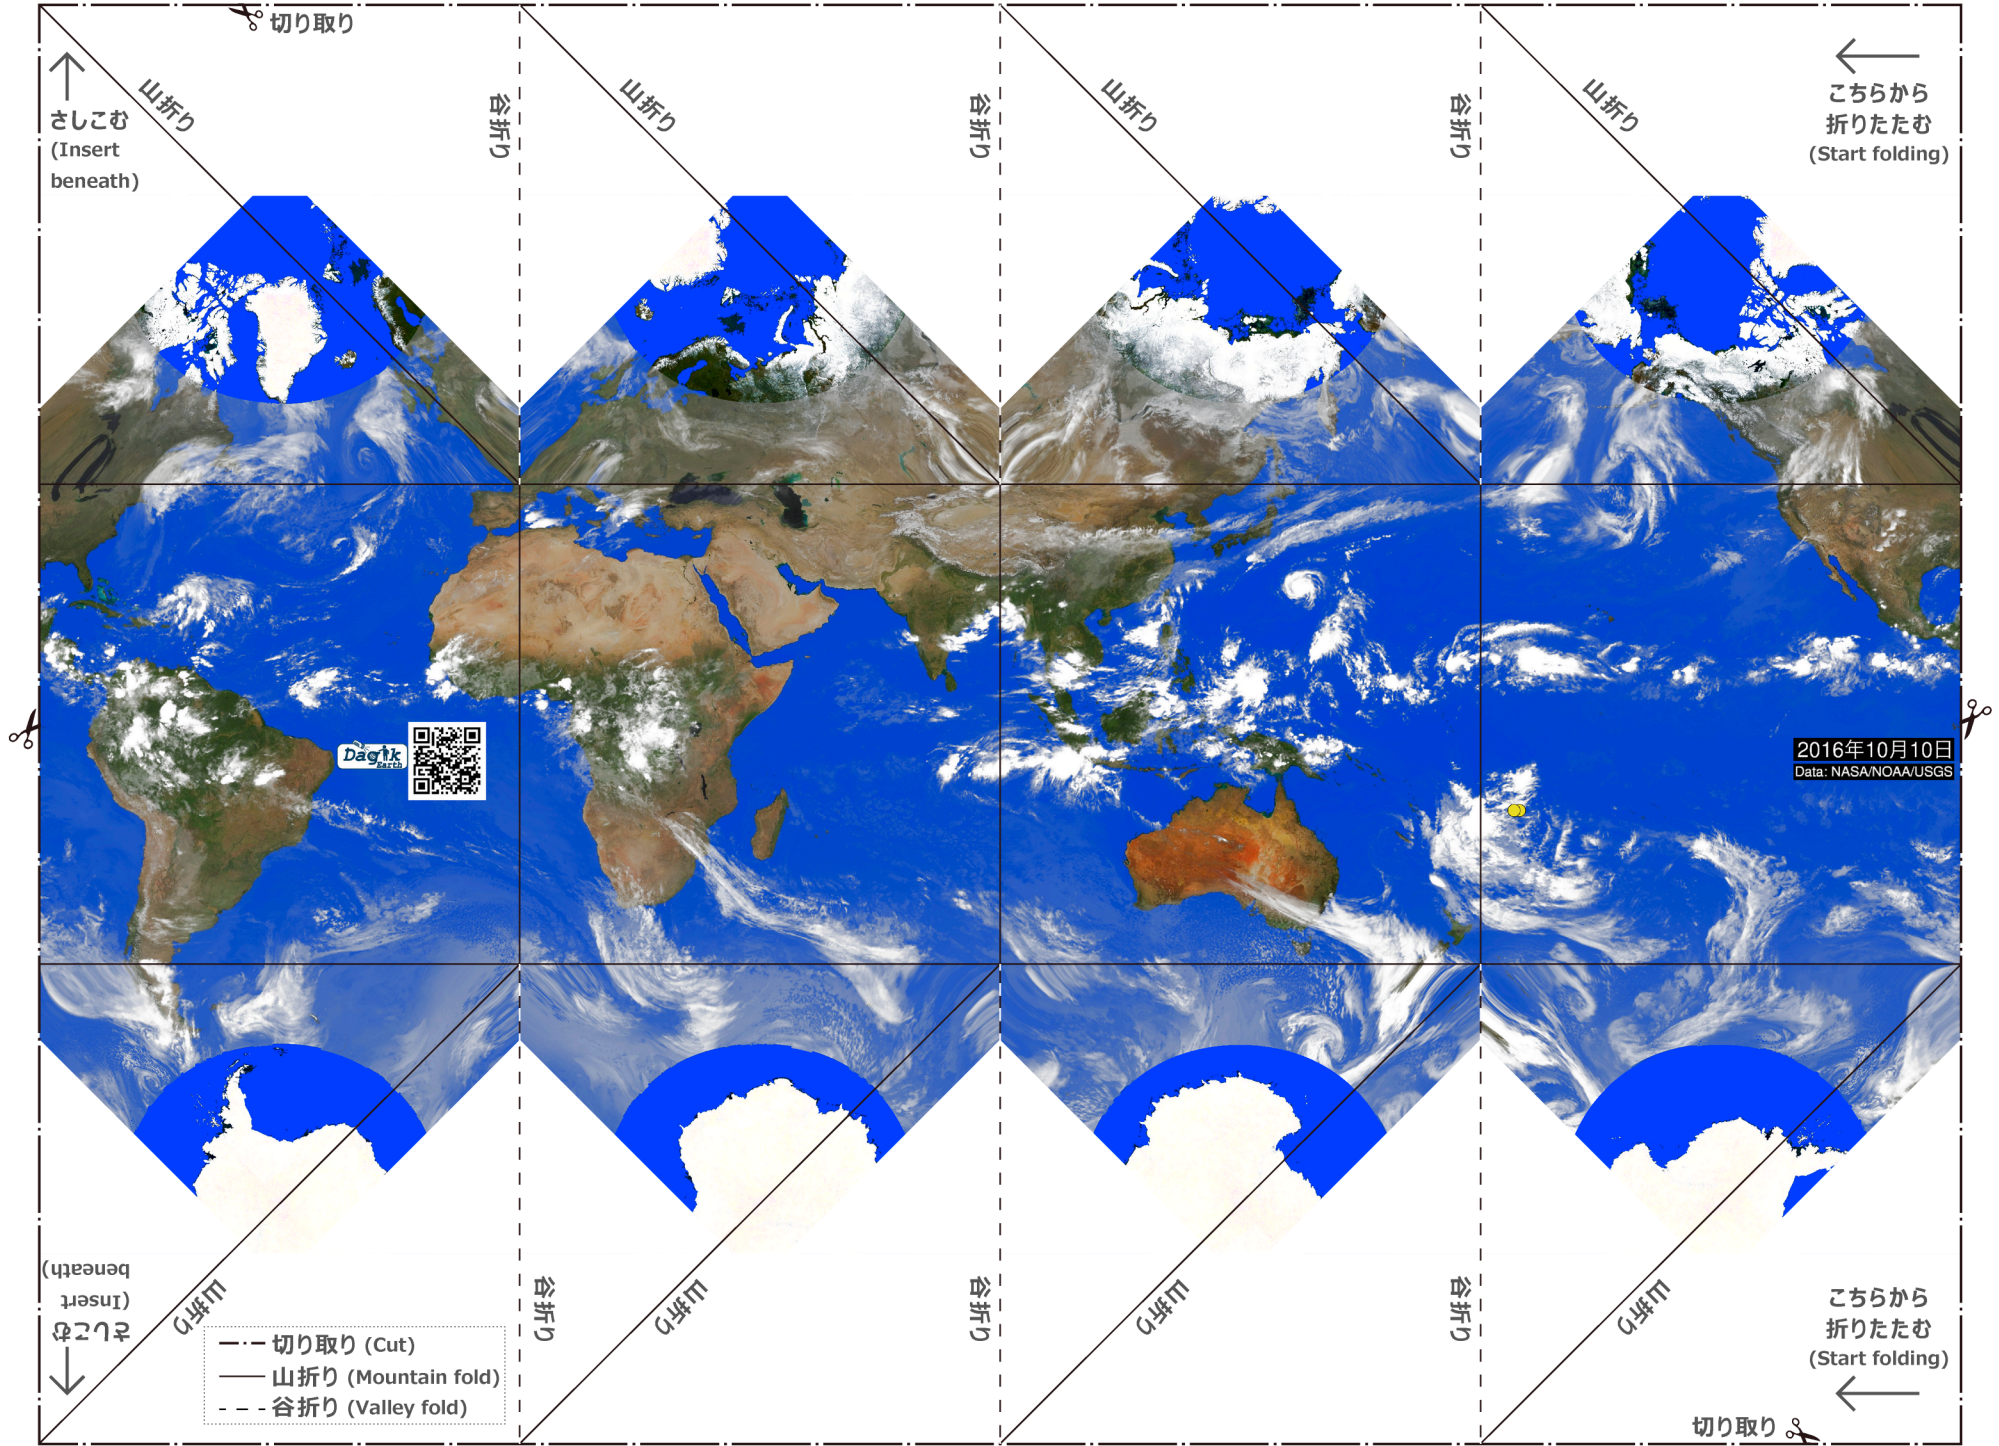 切り取り
さしこむ
(Insert
beneath)
山折り
谷折り
山折り
谷折り
山折り
谷折り
山折り
こちらから
折りたたむ
(Start folding)
Dagik
Earth
2016年10月10日
Data: NASA/NOAA/USGS
さしこむ
(Insert
beneath)
山折り
谷折り
山折り
谷折り
山折り
谷折り
山折り
こちらから
折りたたむ
(Start folding)
切り取り (Cut)
山折り (Mountain fold)
谷折り (Valley fold)
切り取り